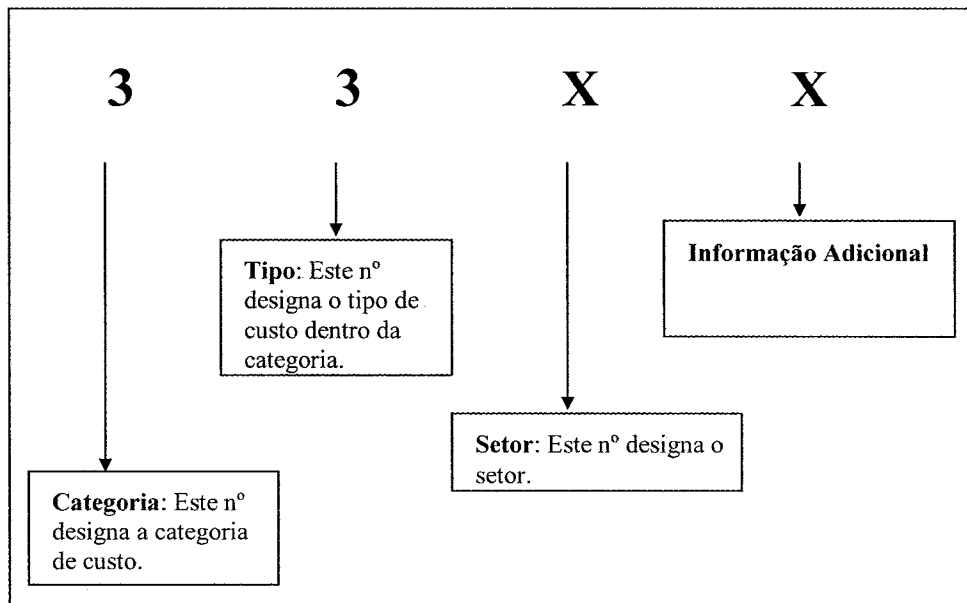 3 3 X X
Tipo: Este nº
designa o tipo de
custo dentro da
categoria.
Informação Adicional
Setor: Este nº designa o
setor.
Categoria: Este nº
designa a categoria
de custo.